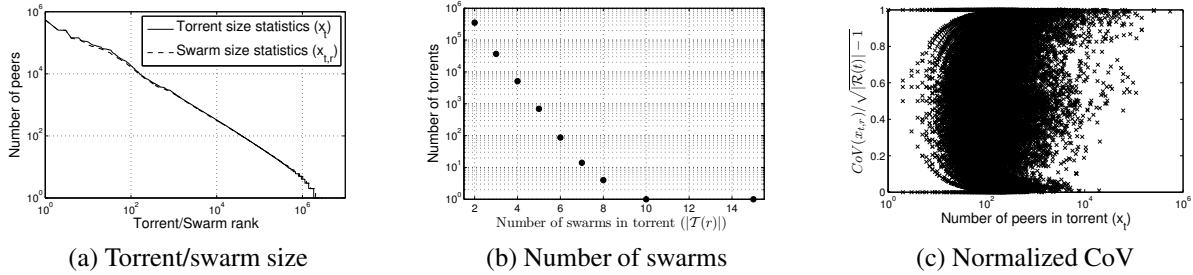 Number of peers
10^6
10^4
10^2
10^0
10^0
10^2
10^4
10^6
Torrent size statistics (x_t)
Swarm size statistics (x_{t,r})
Torrent/Swarm rank
(a) Torrent/swarm size
Number of torrents
10^6
10^5
10^4
10^3
10^2
10^1
10^0
2 4 6 8 10 12 14
Number of swarms in torrent (|𝒯(r)|)
(b) Number of swarms
CoV(x_{t,r})/√|ℛ(t)| − 1
1
0.8
0.6
0.4
0.2
0
10^0
10^2
10^4
10^6
Number of peers in torrent (x_t)
(c) Normalized CoV